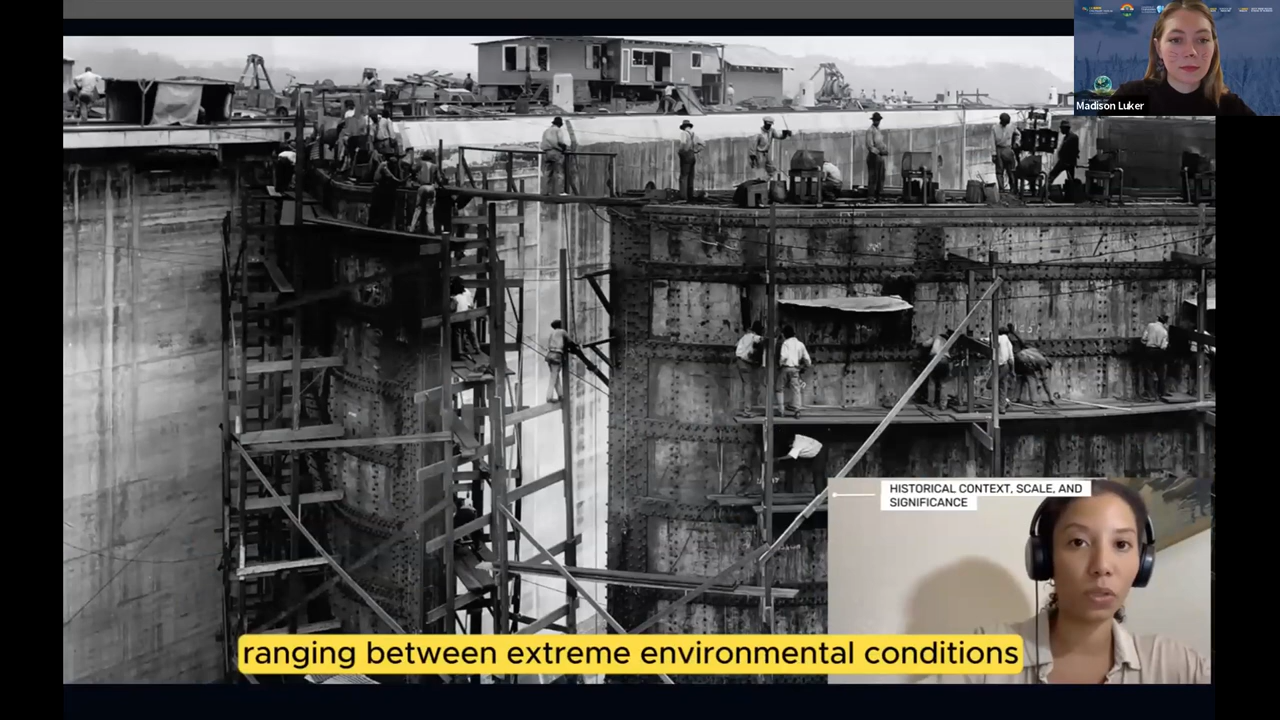 Madison Luker
HISTORICAL CONTEXT, SCALE, AND
SIGNIFICANCE
ranging between extreme environmental conditions